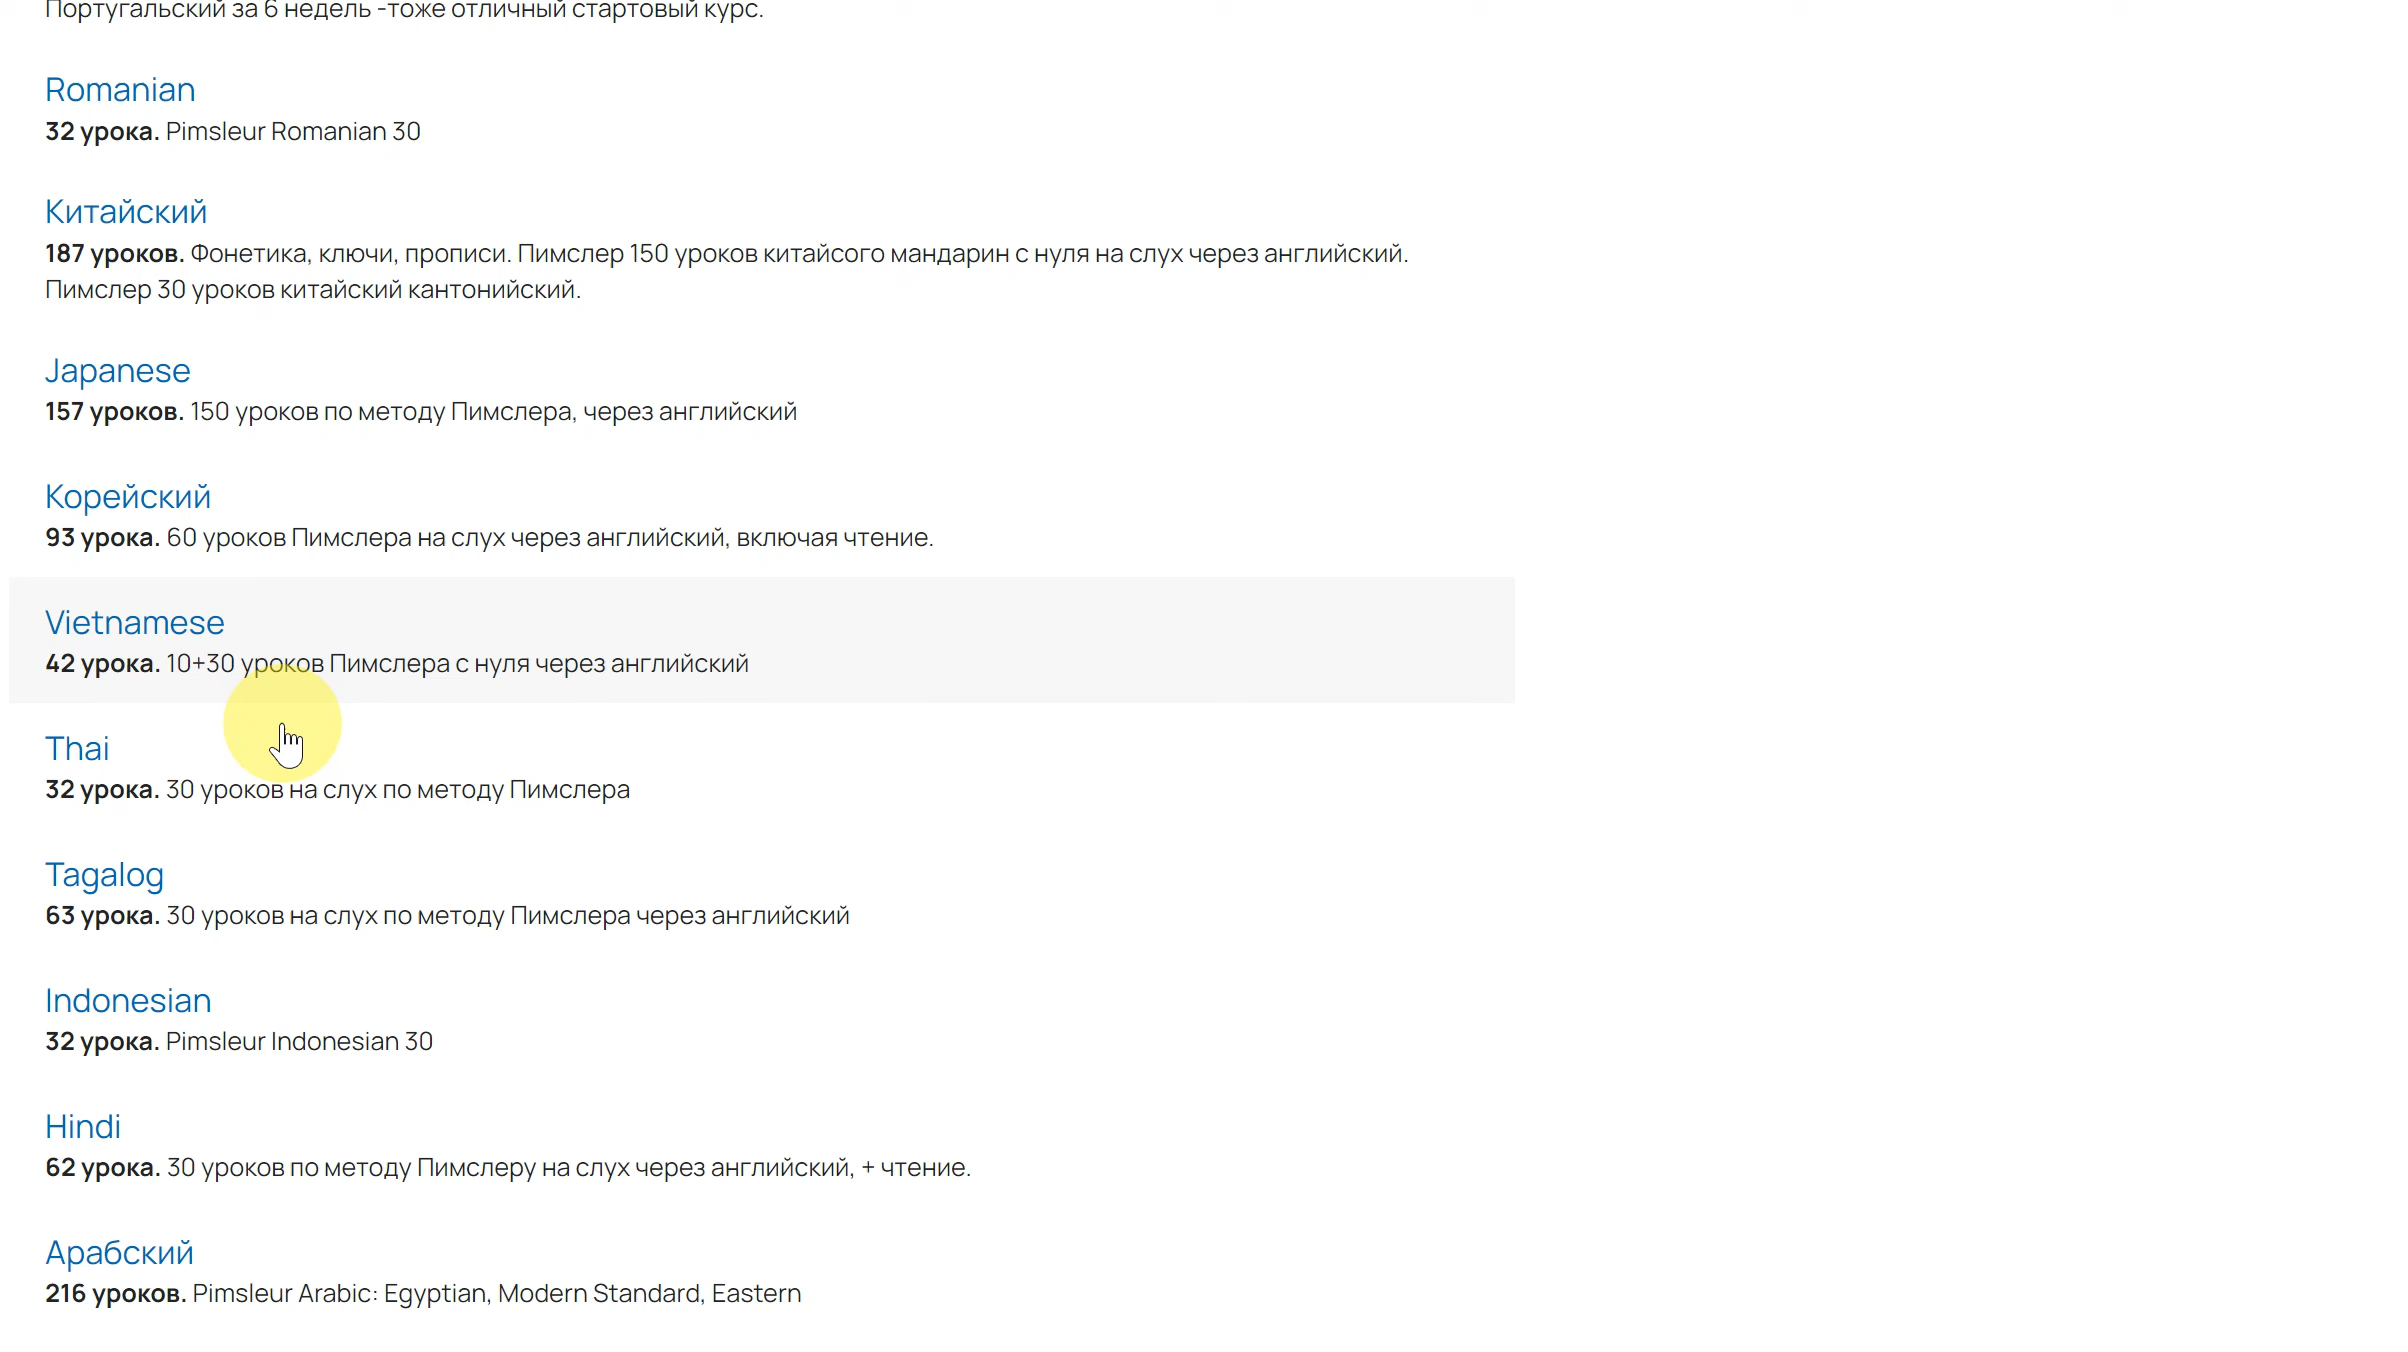 Португальский за 6 недель -тоже отличный стартовый курс.
Romanian
32 урока. Pimsleur Romanian 30
Китайский
187 уроков. Фонетика, ключи, прописи. Пимслер 150 уроков китайсого мандарин с нуля на слух через английский.
Пимслер 30 уроков китайский кантонийский.
Japanese
157 уроков. 150 уроков по методу Пимслера, через английский
Корейский
93 урока. 60 уроков Пимслера на слух через английский, включая чтение.
Vietnamese
42 урока. 10+30 уроков Пимслера с нуля через английский
Thai
32 урока. 30 уроков на слух по методу Пимслера
Tagalog
63 урока. 30 уроков на слух по методу Пимслера через английский
Indonesian
32 урока. Pimsleur Indonesian 30
Hindi
62 урока. 30 уроков по методу Пимслеру на слух через английский, + чтение.
Арабский
216 уроков. Pimsleur Arabic: Egyptian, Modern Standard, Eastern